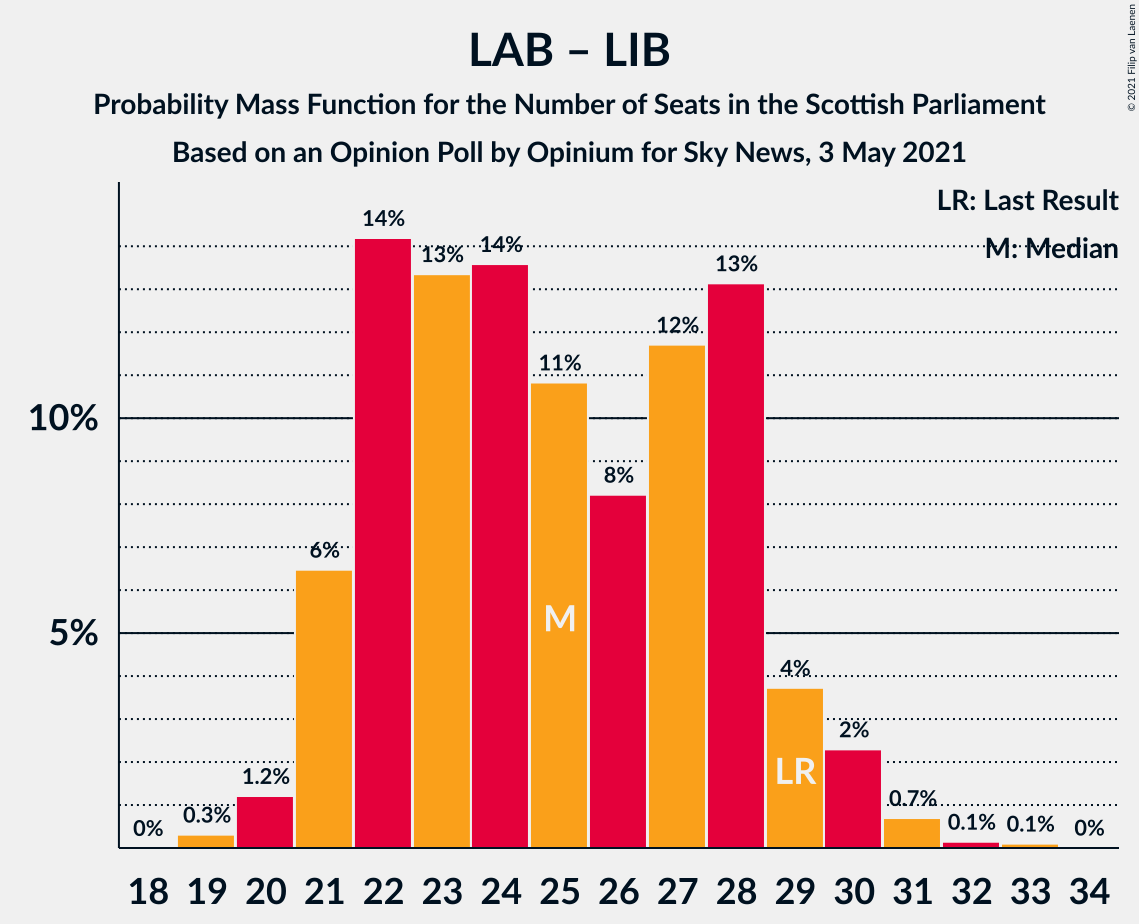 LAB – LIB
Probability Mass Function for the Number of Seats in the Scottish Parliament
Based on an Opinion Poll by Opinium for Sky News, 3 May 2021
© 2021 Filip van Laenen
LR: Last Result
M: Median
10%
5%
0%
0.3%
1.2%
6%
14%
13%
14%
11%
8%
12%
13%
4%
2%
0.7%
0.1%
0.1%
0%
M
LR
18 19 20 21 22 23 24 25 26 27 28 29 30 31 32 33 34